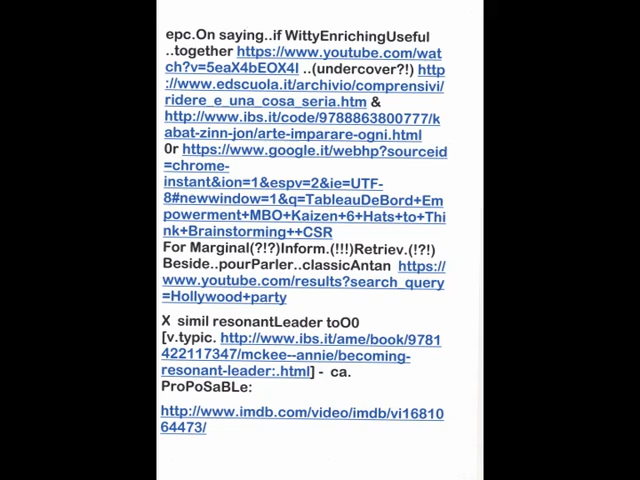 epc.On saying..if WittyEnrichingUseful
..together https://www.youtube.com/wat
ch?v=5eaX4bEOX4I ..(undercover?!) http
://www.edscuola.it/archivio/comprensivi/
ridere_e_una_cosa_seria.htm &
http://www.ibs.it/code/9788863800777/k
abat-zinn-jon/arte-imparare-ogni.html
0r https://www.google.it/webhp?sourceid
=chrome-
instant&ion=1&espv=2&ie=UTF-
8#newwindow=1&q=TableauDeBord+Em
powerment+MBO+Kaizen+6+Hats+to+Thi
nk+Brainstorming++CSR
For Marginal(?!?)Inform.(!!!)Retriev.(!?!)
Beside..pourParler..classicAntan https://
www.youtube.com/results?search_query
=Hollywood+party
X simil resonantLeader toO0
[v.typic. http://www.ibs.it/ame/book/9781
422117347/mckee--annie/becoming-
resonant-leader:.html] - ca.
ProPoSaBLe:
http://www.imdb.com/video/imdb/vi16810
64473/